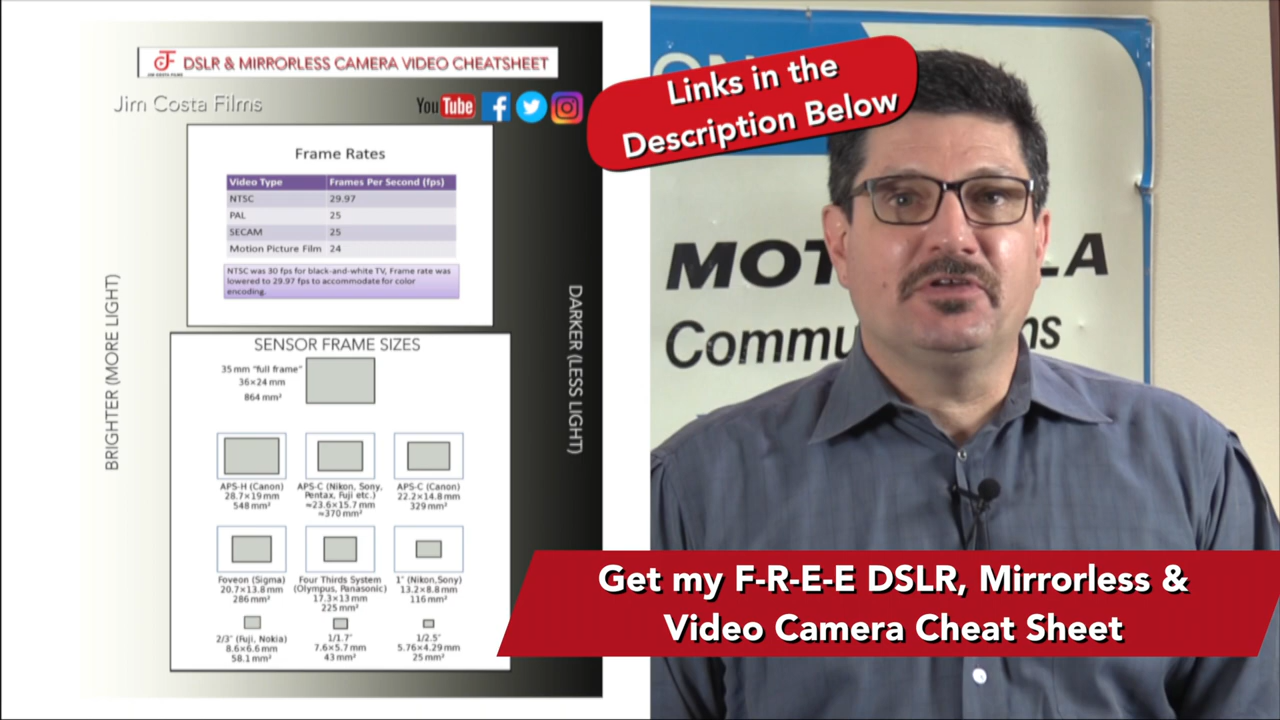 JIM COSTA FILMS
DSLR & MIRRORLESS CAMERA VIDEO CHEATSHEET
Jim Costa Films
You Tube
Frame Rates
Video Type Frames Per Second (fps)
NTSC 29.97
PAL 25
SECAM 25
Motion Picture Film 24
NTSC was 30 fps for black-and-white TV, Frame rate was
lowered to 29.97 fps to accommodate for color
encoding.
BRIGHTER (MORE LIGHT)
DARKER (LESS LIGHT)
SENSOR FRAME SIZES
35 mm "full frame"
36×24 mm
864 mm²
APS-H (Canon)
28.7×19 mm
548 mm²
APS-C (Nikon, Sony,
Pentax, Fuji etc.)
≈23.6×15.7 mm
≈370 mm²
APS-C (Canon)
22.2×14.8 mm
329 mm²
Foveon (Sigma)
20.7×13.8 mm
286 mm²
Four Thirds System
(Olympus, Panasonic)
17.3×13 mm
225 mm²
1" (Nikon,Sony)
13.2×8.8 mm
116 mm²
2/3" (Fuji, Nokia)
8.6×6.6 mm
58.1 mm²
1/1.7"
7.6×5.7 mm
43 mm²
1/2.5"
5.76×4.29 mm
25 mm²
Links in the
Description Below
ON
MOT LA
Commu ns
Get my F-R-E-E DSLR, Mirrorless &
Video Camera Cheat Sheet